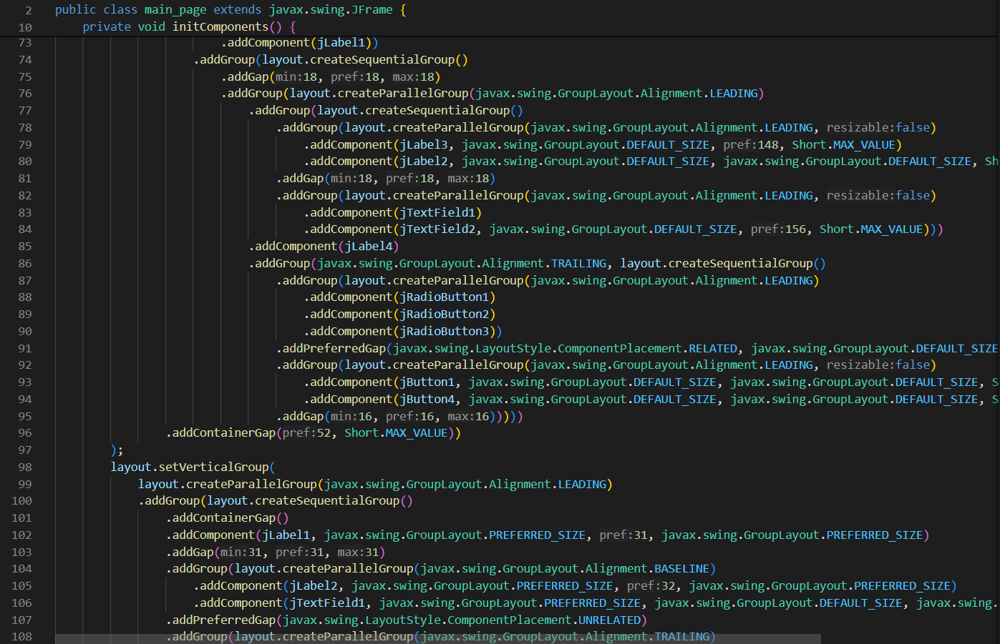 2 public class main_page extends javax.swing.JFrame {
10 private void initComponents() {
73 .addComponent(jLabel1))
74 .addGroup(layout.createSequentialGroup()
75 .addGap(min:18, pref:18, max:18)
76 .addGroup(layout.createParallelGroup(javax.swing.GroupLayout.Alignment.LEADING)
77 .addGroup(layout.createSequentialGroup()
78 .addGroup(layout.createParallelGroup(javax.swing.GroupLayout.Alignment.LEADING, resizable:false)
79 .addComponent(jLabel3, javax.swing.GroupLayout.DEFAULT_SIZE, pref:148, Short.MAX_VALUE)
80 .addComponent(jLabel2, javax.swing.GroupLayout.DEFAULT_SIZE, javax.swing.GroupLayout.DEFAULT_SIZE, Sh
81 .addGap(min:18, pref:18, max:18)
82 .addGroup(layout.createParallelGroup(javax.swing.GroupLayout.Alignment.LEADING, resizable:false)
83 .addComponent(jTextField1)
84 .addComponent(jTextField2, javax.swing.GroupLayout.DEFAULT_SIZE, pref:156, Short.MAX_VALUE)))
85 .addComponent(jLabel4)
86 .addGroup(javax.swing.GroupLayout.Alignment.TRAILING, layout.createSequentialGroup()
87 .addGroup(layout.createParallelGroup(javax.swing.GroupLayout.Alignment.LEADING)
88 .addComponent(jRadioButton1)
89 .addComponent(jRadioButton2)
90 .addComponent(jRadioButton3))
91 .addPreferredGap(javax.swing.LayoutStyle.ComponentPlacement.RELATED, javax.swing.GroupLayout.DEFAULT_SIZE
92 .addGroup(layout.createParallelGroup(javax.swing.GroupLayout.Alignment.LEADING, resizable:false)
93 .addComponent(jButton1, javax.swing.GroupLayout.DEFAULT_SIZE, javax.swing.GroupLayout.DEFAULT_SIZE, S
94 .addComponent(jButton4, javax.swing.GroupLayout.DEFAULT_SIZE, javax.swing.GroupLayout.DEFAULT_SIZE, S
95 .addGap(min:16, pref:16, max:16)))))
96 .addContainerGap(pref:52, Short.MAX_VALUE))
97 );
98 layout.setVerticalGroup(
99 layout.createParallelGroup(javax.swing.GroupLayout.Alignment.LEADING)
100 .addGroup(layout.createSequentialGroup()
101 .addContainerGap()
102 .addComponent(jLabel1, javax.swing.GroupLayout.PREFERRED_SIZE, pref:31, javax.swing.GroupLayout.PREFERRED_SIZE)
103 .addGap(min:31, pref:31, max:31)
104 .addGroup(layout.createParallelGroup(javax.swing.GroupLayout.Alignment.BASELINE)
105 .addComponent(jLabel2, javax.swing.GroupLayout.PREFERRED_SIZE, pref:32, javax.swing.GroupLayout.PREFERRED_SIZE)
106 .addComponent(jTextField1, javax.swing.GroupLayout.PREFERRED_SIZE, javax.swing.GroupLayout.DEFAULT_SIZE, javax.swing.
107 .addPreferredGap(javax.swing.LayoutStyle.ComponentPlacement.UNRELATED)
108 .addGroup(layout.createParallelGroup(javax.swing.GroupLayout.Alignment.TRAILING)